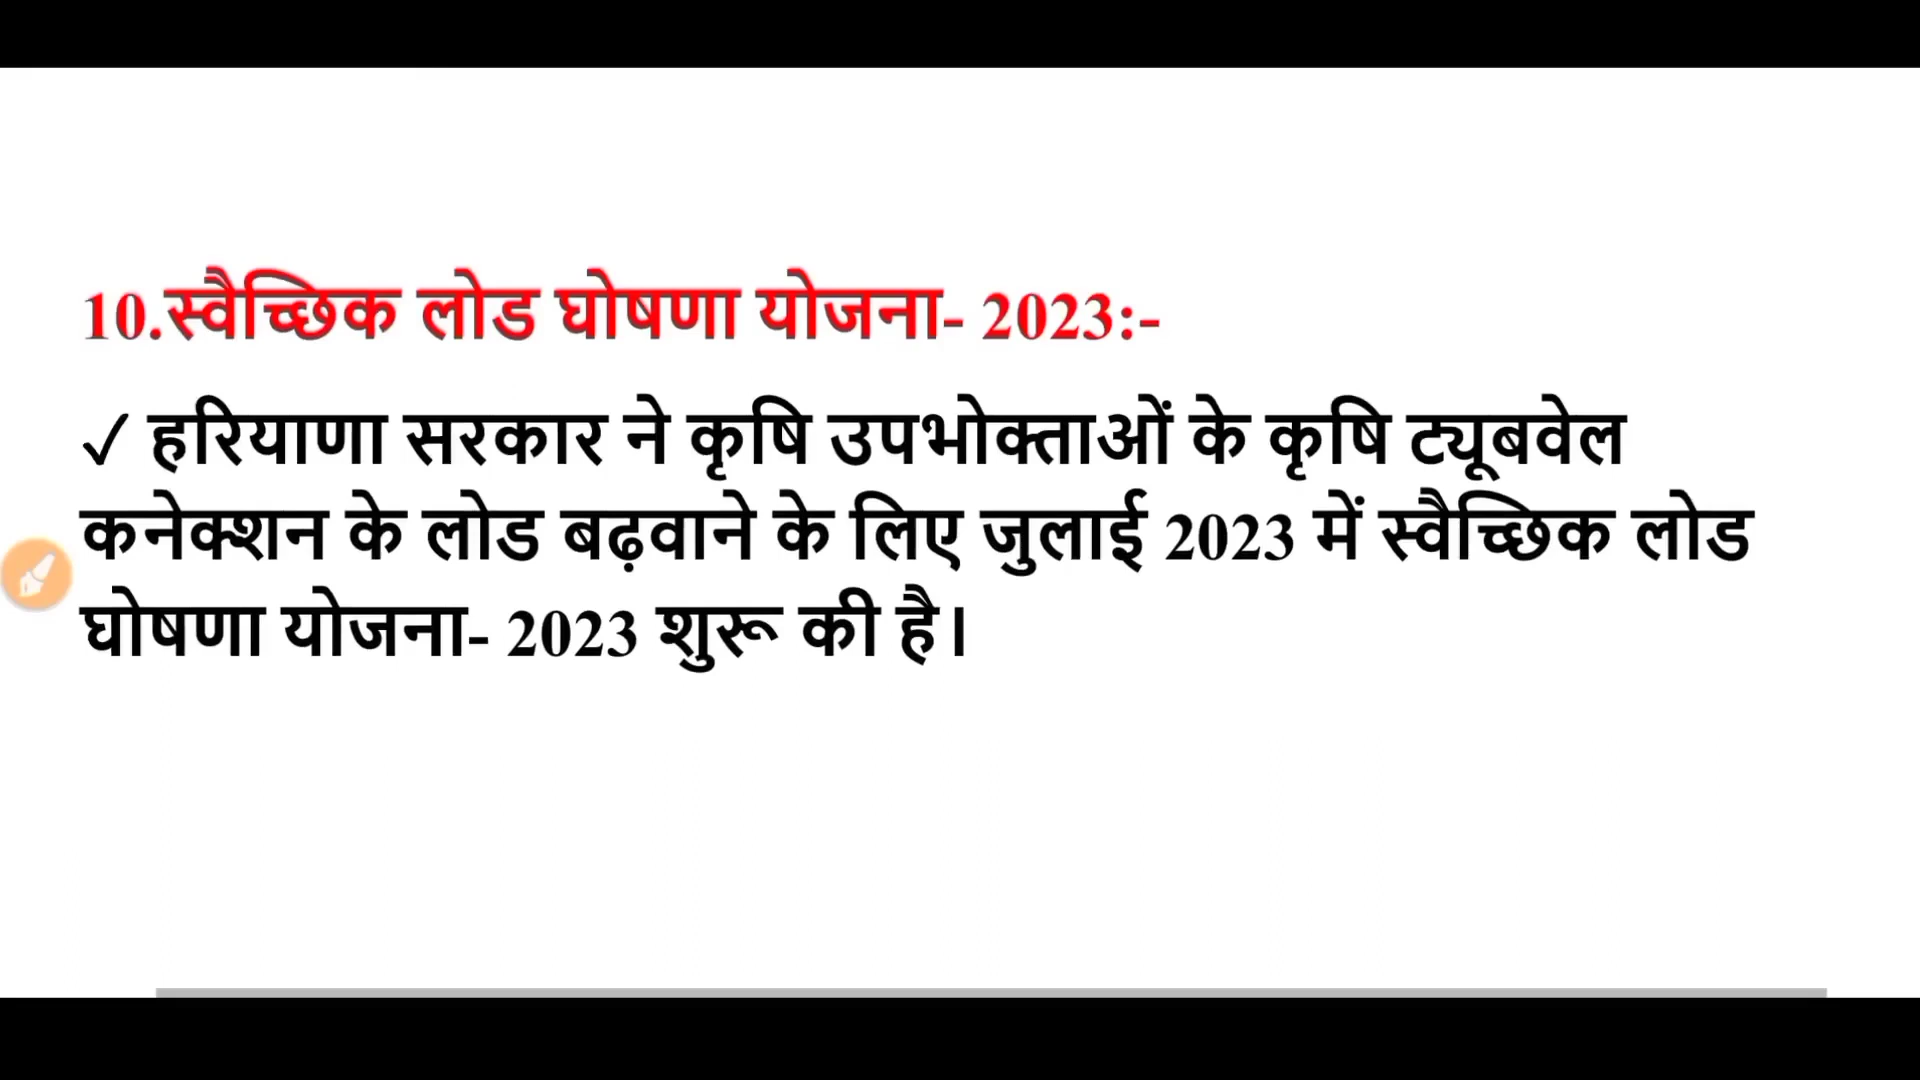 10.स्वैच्छिक लोड घोषणा योजना- 2023:-
✓ हरियाणा सरकार ने कृषि उपभोक्ताओं के कृषि ट्यूबवेल
कनेक्शन के लोड बढ़वाने के लिए जुलाई 2023 में स्वैच्छिक लोड
घोषणा योजना- 2023 शुरू की है।